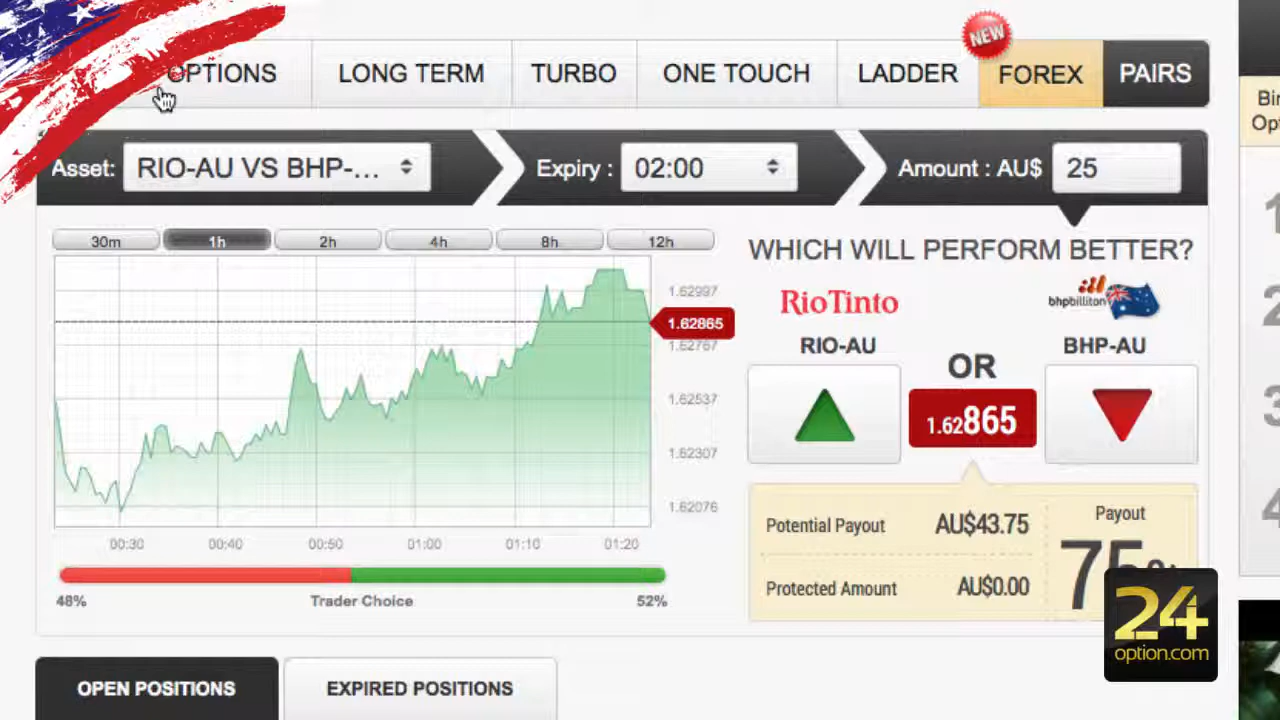 NEW
OPTIONS LONG TERM TURBO ONE TOUCH LADDER FOREX PAIRS
Asset: RIO-AU VS BHP-... Expiry : 02:00 Amount : AU$ 25
30m 1h 2h 4h 8h 12h
WHICH WILL PERFORM BETTER?
1.62997
1.62865
1.62767
1.62537
1.62307
1.62076
00:30 00:40 00:50 01:00 01:10 01:20
48% Trader Choice 52%
RioTinto
bhpbilliton
RIO-AU OR BHP-AU
1.62865
Potential Payout AU$43.75
Protected Amount AU$0.00
Payout
24
option.com
OPEN POSITIONS EXPIRED POSITIONS
1
2
3
4